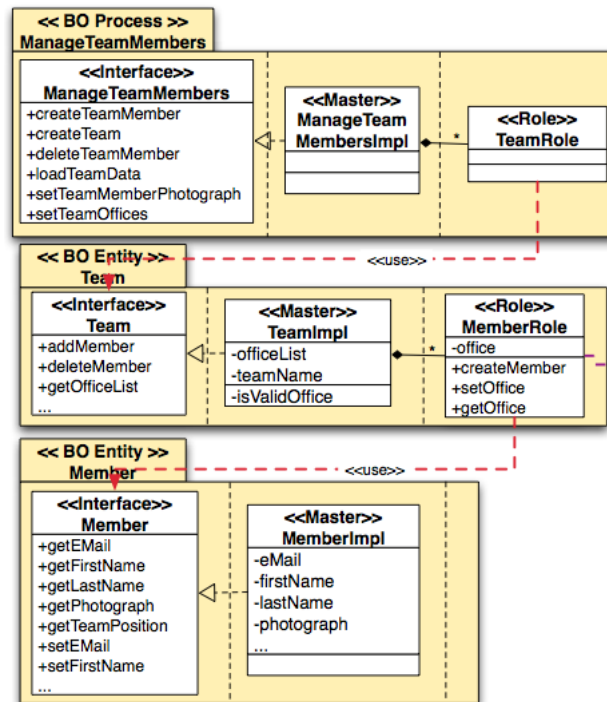 << BO Process >>
ManageTeamMembers
<<Interface>>
ManageTeamMembers
+createTeamMember
+createTeam
+deleteTeamMember
+loadTeamData
+setTeamMemberPhotograph
+setTeamOffices
<<Master>>
ManageTeam
MembersImpl
*
<<Role>>
TeamRole
<<use>>
<< BO Entity >>
Team
<<Interface>>
Team
+addMember
+deleteMember
+getOfficeList
...
<<Master>>
TeamImpl
-officeList
-teamName
-isValidOffice
*
<<Role>>
MemberRole
-office
+createMember
+setOffice
+getOffice
<<use>>
<< BO Entity >>
Member
<<Interface>>
Member
+getEMail
+getFirstName
+getLastName
+getPhotograph
+getTeamPosition
+setEMail
+setFirstName
...
<<Master>>
MemberImpl
-eMail
-firstName
-lastName
-photograph
...